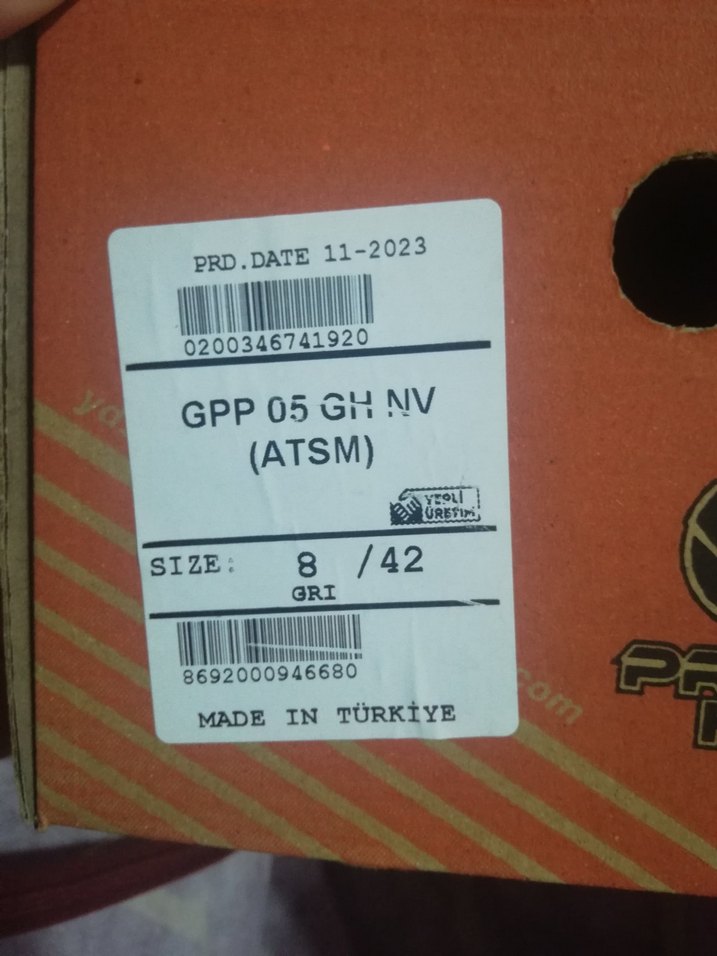 PRD.DATE 11-2023
0200346741920
GPP 05 GH NV
(ATSM)
YERLİ
ÜRETİM
SIZE: 8 /42
GRI
8692000946680
MADE IN TÜRKİYE
com